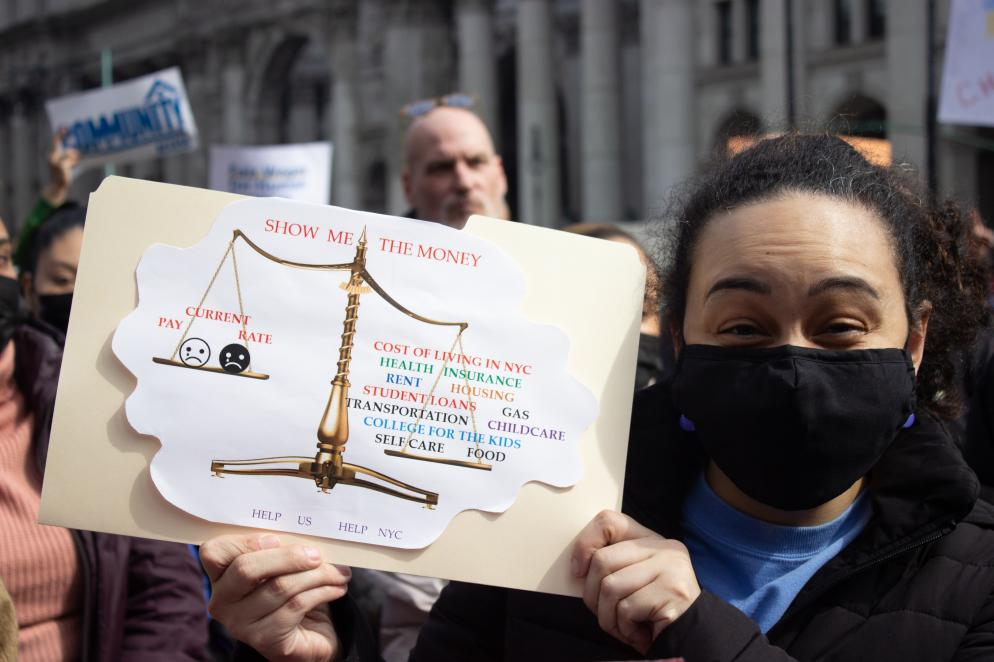 COMMUNITY
SHOW ME THE MONEY
CURRENT
PAY
RATE
COST OF LIVING IN NYC
HEALTH INSURANCE
RENT HOUSING
STUDENT LOANS
GAS
TRANSPORTATION
CHILDCARE
COLLEGE FOR THE KIDS
SELF CARE FOOD
HELP US HELP NYC